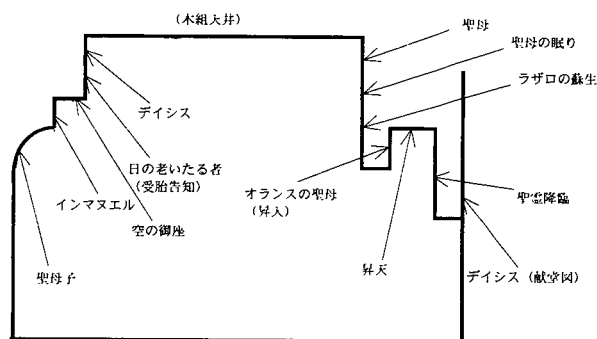 (木組天井)
聖母
聖母の眠り
ラザロの蘇生
デイシス
日の老いたる者
(受胎告知)
オランスの聖母
(昇天)
聖霊降臨
インマヌエル
空の御座
聖母子
昇天
デイシス (献堂図)